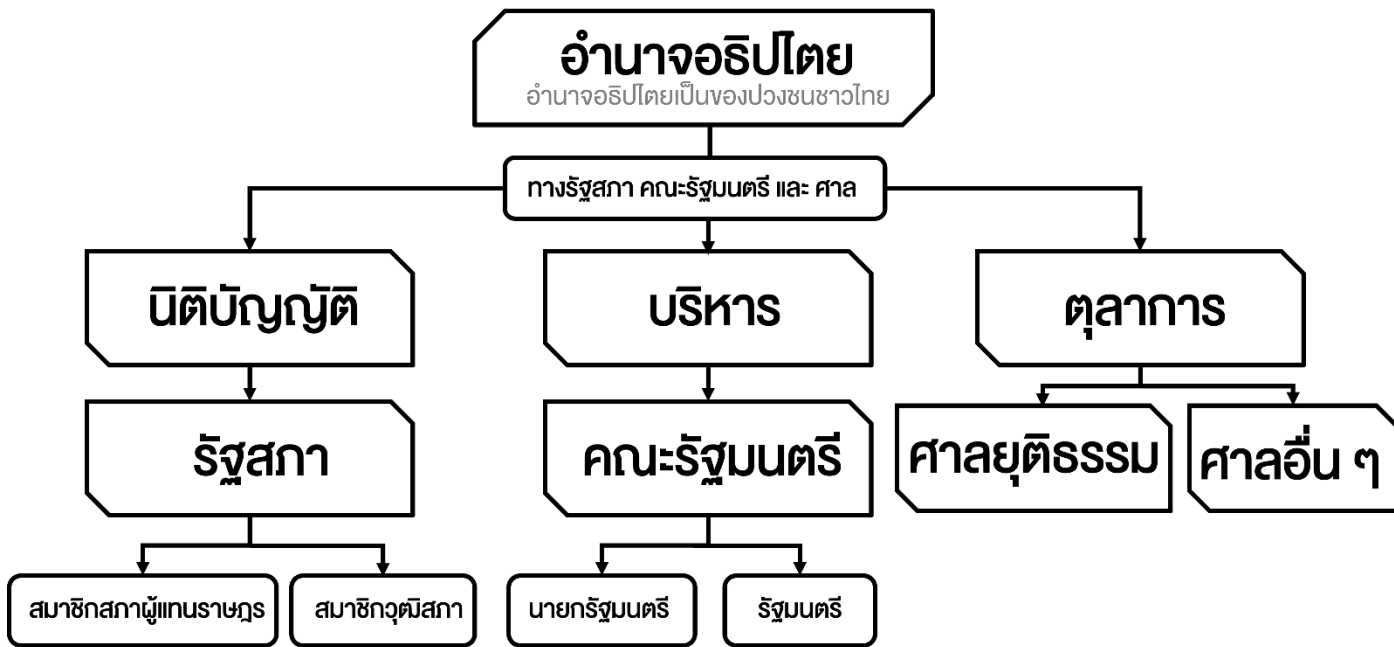 อำนาจอธิปไตย
อำนาจอธิปไตยเป็นของปวงชนชาวไทย
ทางรัฐสภา คณะรัฐมนตรี และ ศาล
นิติบัญญัติ
บริหาร
ตุลาการ
รัฐสภา
คณะรัฐมนตรี
ศาลยุติธรรม
ศาลอื่น ๆ
สมาชิกสภาผู้แทนราษฎร
สมาชิกวุฒิสภา
นายกรัฐมนตรี
รัฐมนตรี